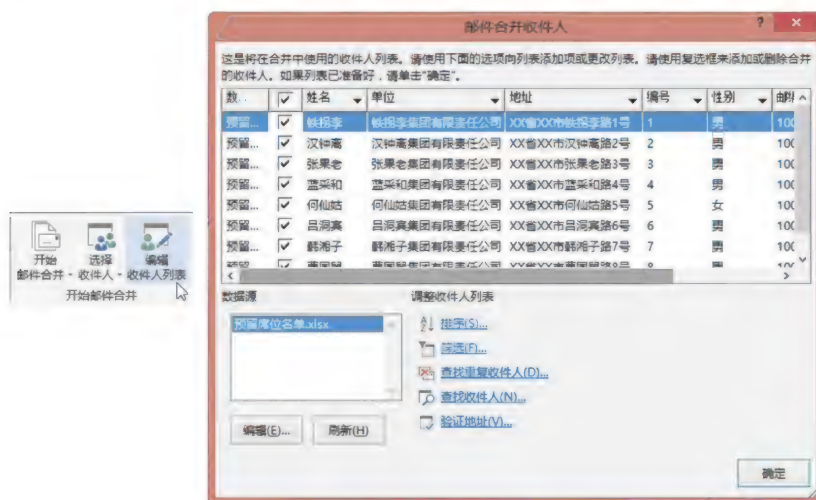 开始
邮件合并
选择
收件人
编辑
收件人列表
开始邮件合并
邮件合并收件人
?
这是将在合并中使用的收件人列表。请使用下面的选项向列表添加项或更改列表。请使用复选框来添加或删除合并
的收件人。如果列表已准备好，请单击“确定”。
数... 姓名 单位 地址 编号 性别
预留... 铁拐李 铁拐李集团有限责任公司 XX省XX市铁拐李路1号 1 男 100
预留... 汉钟离 汉钟离集团有限责任公司 XX省XX市汉钟离路2号 2 男 100
预留... 张果老 张果老集团有限责任公司 XX省XX市张果老路3号 3 男 100
预留... 蓝采和 蓝采和集团有限责任公司 XX省XX市蓝采和路4号 4 男 100
预留... 何仙姑 何仙姑集团有限责任公司 XX省XX市何仙姑路5号 5 女 100
预留... 吕洞宾 吕洞宾集团有限责任公司 XX省XX市吕洞宾路6号 6 男 100
预留... 韩湘子 韩湘子集团有限责任公司 XX省XX市韩湘子路7号 7 男 100
数据源
预留席位名单.xlsx
编辑(E)...
刷新(H)
调整收件人列表
排序(S)...
筛选(F)...
查找重复收件人(D)...
查找收件人(N)...
验证地址(V)...
确定